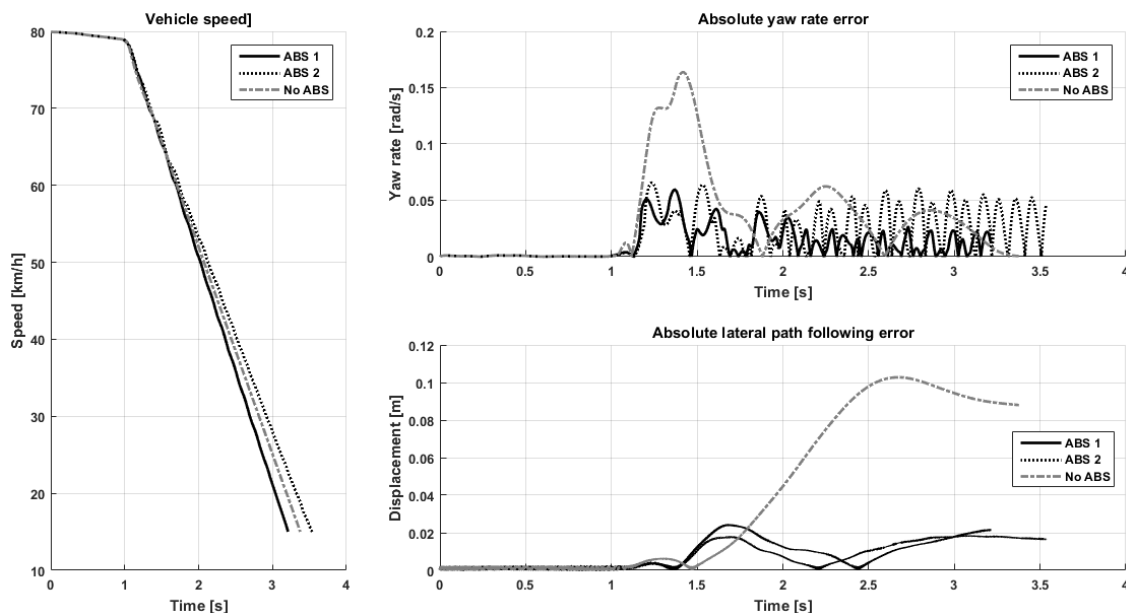 Vehicle speed]
80
70
60
50
40
30
20
10
Speed [km/h]
0
1
2
3
4
Time [s]
ABS 1
ABS 2
No ABS
Absolute yaw rate error
0.2
0.15
0.1
0.05
0
Yaw rate [rad/s]
0
0.5
1
1.5
2
2.5
3
3.5
4
Time [s]
ABS 1
ABS 2
No ABS
Absolute lateral path following error
0.12
0.1
0.08
0.06
0.04
0.02
0
Displacement [m]
0
0.5
1
1.5
2
2.5
3
3.5
4
Time [s]
ABS 1
ABS 2
No ABS